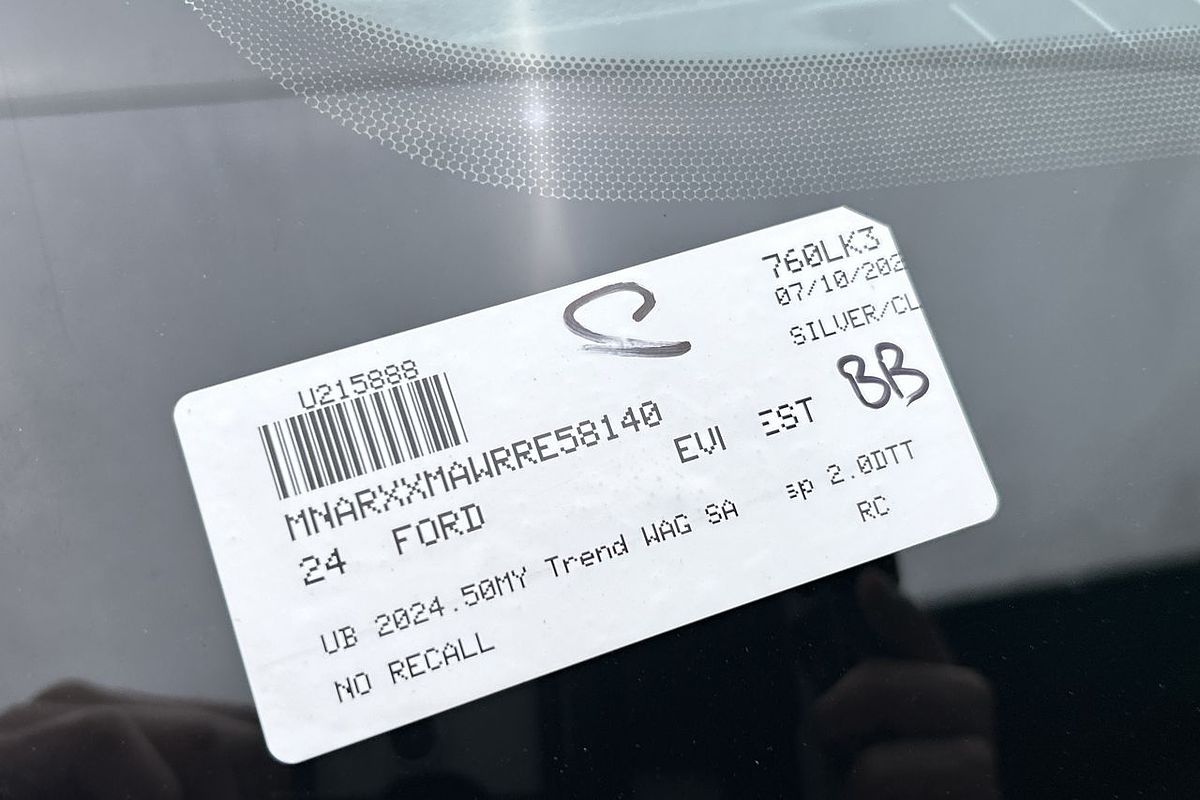 760LK3
07/10/202
SILVER/CL
BB
U215888
MNARXXMAWRRE58140 EVI EST
24 FORD
UB 2024.50MY Trend WAG SA sp 2.0DTT
RC
NO RECALL